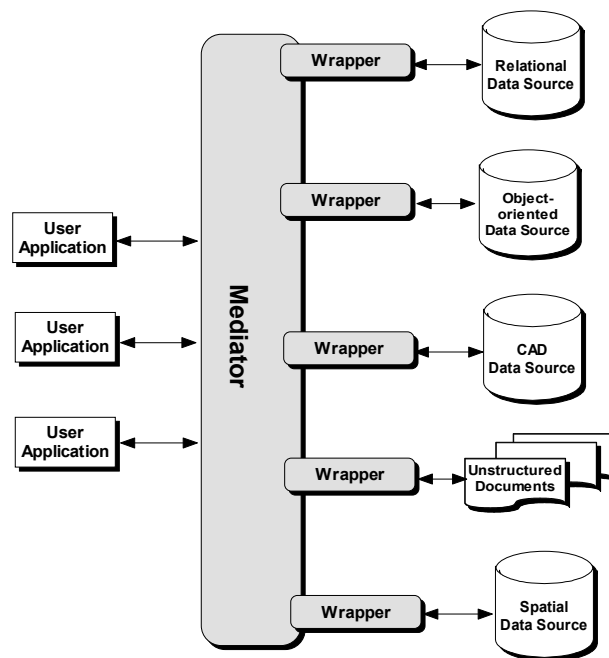 User
Application
User
Application
User
Application
Mediator
Wrapper
Relational
Data Source
Wrapper
Object-
oriented
Data Source
Wrapper
CAD
Data Source
Wrapper
Unstructured
Documents
Wrapper
Spatial
Data Source